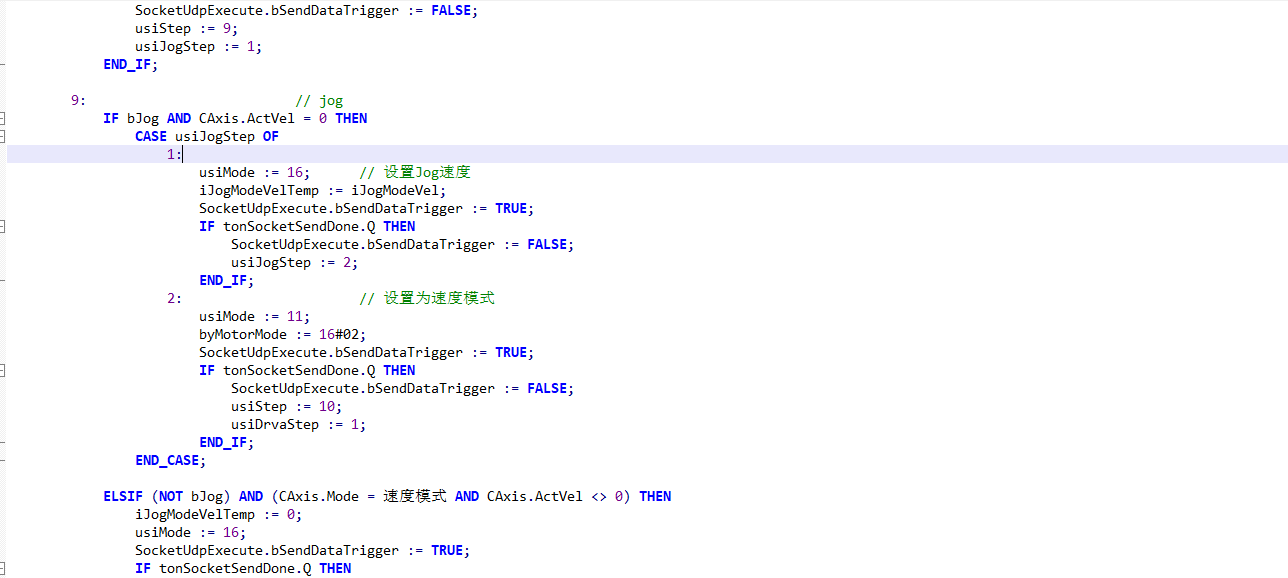 SocketUdpExecute.bSendDataTrigger := FALSE;
usiStep := 9;
usiJogStep := 1;
END_IF;
9: // jog
IF bJog AND CAxis.ActVel = 0 THEN
CASE usiJogStep OF
1:
usiMode := 16; // 设置Jog速度
iJogModeVelTemp := iJogModeVel;
SocketUdpExecute.bSendDataTrigger := TRUE;
IF tonSocketSendDone.Q THEN
SocketUdpExecute.bSendDataTrigger := FALSE;
usiJogStep := 2;
END_IF;
2: // 设置为速度模式
usiMode := 11;
byMotorMode := 16#02;
SocketUdpExecute.bSendDataTrigger := TRUE;
IF tonSocketSendDone.Q THEN
SocketUdpExecute.bSendDataTrigger := FALSE;
usiStep := 10;
usiDrvaStep := 1;
END_IF;
END_CASE;
ELSIF (NOT bJog) AND (CAxis.Mode = 速度模式 AND CAxis.ActVel <> 0) THEN
iJogModeVelTemp := 0;
usiMode := 16;
SocketUdpExecute.bSendDataTrigger := TRUE;
IF tonSocketSendDone.Q THEN